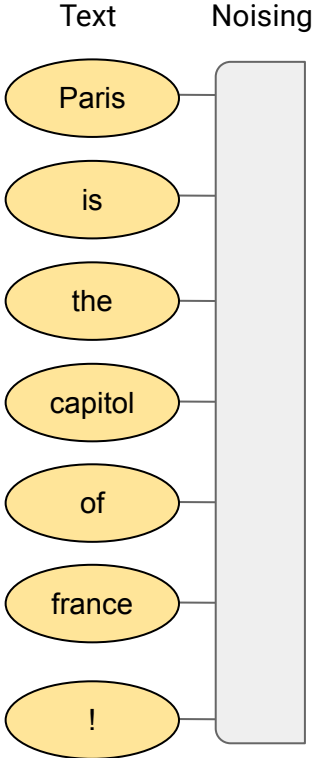 Text Noising
Paris
is
the
capitol
of
france
!